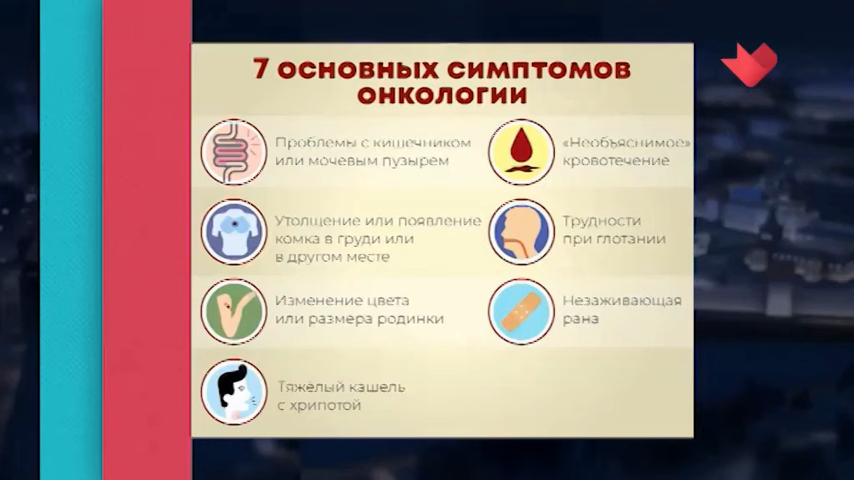 7 ОСНОВНЫХ СИМПТОМОВ
ОНКОЛОГИИ
Проблемы с кишечником
или мочевым пузырем
«Необъяснимое»
кровотечение
Утолщение или появление
комка в груди или
в другом месте
Трудности
при глотании
Изменение цвета
или размера родинки
Незаживающая
рана
Тяжелый кашель
с хрипотой